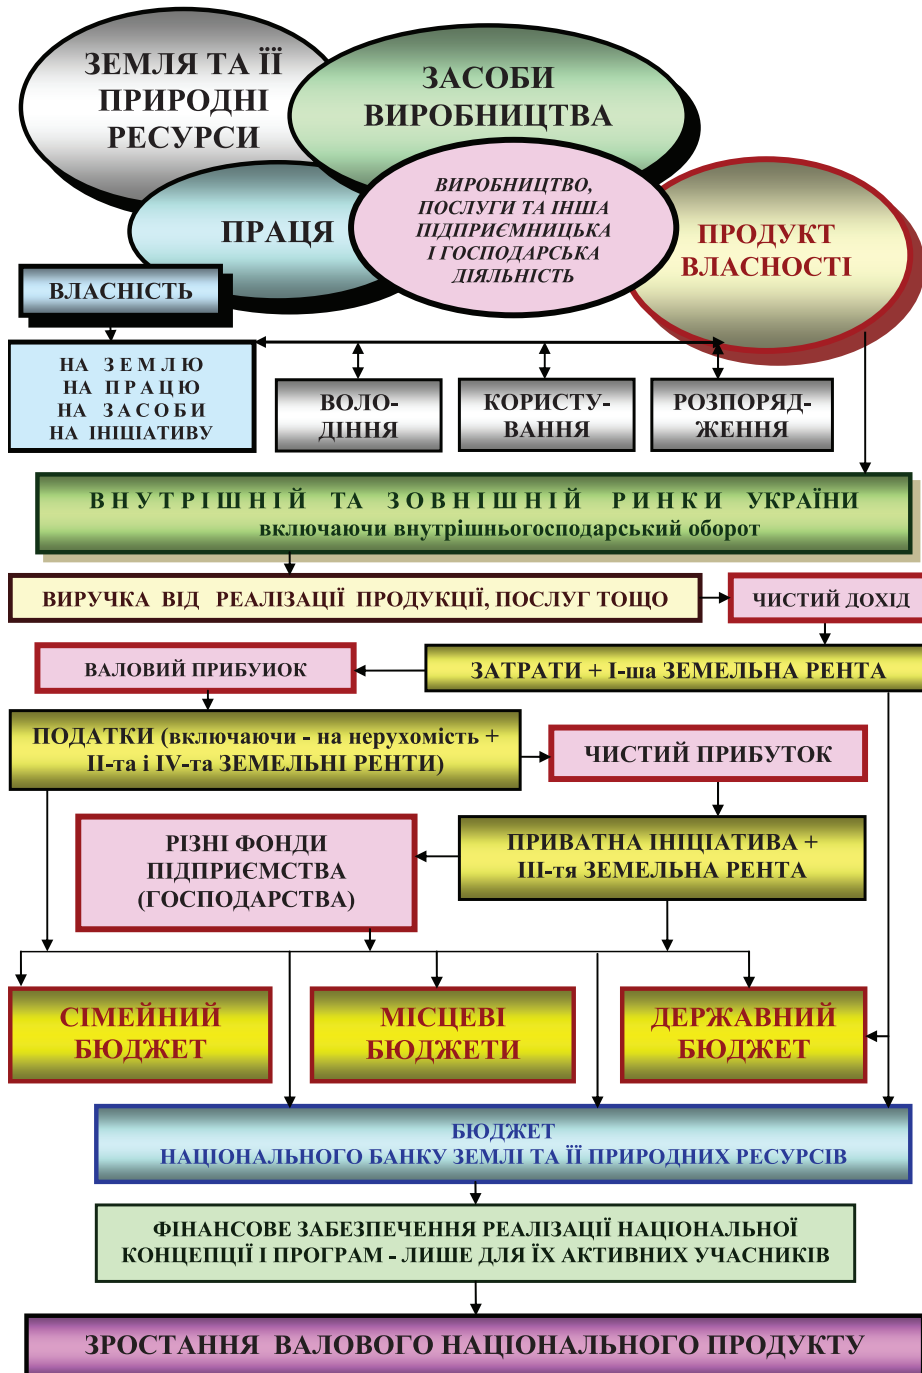 ЗЕМЛЯ ТА ЇЇ
ПРИРОДНІ
РЕСУРСИ
ЗАСОБИ
ВИРОБНИЦТВА
ПРАЦЯ
ВИРОБНИЦТВО,
ПОСЛУГИ ТА ІНША
ПІДПРИЄМНИЦЬКА
І ГОСПОДАРСЬКА
ДІЯЛЬНІСТЬ
ПРОДУКТ
ВЛАСНОСТІ
ВЛАСНІСТЬ
НА ЗЕМЛЮ
НА ПРАЦЮ
НА ЗАСОБИ
НА ІНІЦІАТИВУ
ВОЛО-
ДІННЯ
КОРИСТУ-
ВАННЯ
РОЗПОРЯД-
ЖЕННЯ
ВНУТРІШНІЙ ТА ЗОВНІШНІЙ РИНКИ УКРАЇНИ
включаючи внутрішньогосподарський оборот
ВИРУЧКА ВІД РЕАЛІЗАЦІЇ ПРОДУКЦІЇ, ПОСЛУГ ТОЩО
ЧИСТИЙ ДОХІД
ВАЛОВИЙ ПРИБУИОК
ЗАТРАТИ + І-ша ЗЕМЕЛЬНА РЕНТА
ПОДАТКИ (включаючи - на нерухомість +
ІІ-та і IV-та ЗЕМЕЛЬНІ РЕНТИ)
ЧИСТИЙ ПРИБУТОК
РІЗНІ ФОНДИ
ПІДПРИЄМСТВА
(ГОСПОДАРСТВА)
ПРИВАТНА ІНІЦІАТИВА +
ІІІ-тя ЗЕМЕЛЬНА РЕНТА
СІМЕЙНИЙ
БЮДЖЕТ
МІСЦЕВІ
БЮДЖЕТИ
ДЕРЖАВНИЙ
БЮДЖЕТ
БЮДЖЕТ
НАЦІОНАЛЬНОГО БАНКУ ЗЕМЛІ ТА ЇЇ ПРИРОДНИХ РЕСУРСІВ
ФІНАНСОВЕ ЗАБЕЗПЕЧЕННЯ РЕАЛІЗАЦІЇ НАЦІОНАЛЬНОЇ
КОНЦЕПЦІЇ І ПРОГРАМ - ЛИШЕ ДЛЯ ЇХ АКТИВНИХ УЧАСНИКІВ
ЗРОСТАННЯ ВАЛОВОГО НАЦІОНАЛЬНОГО ПРОДУКТУ